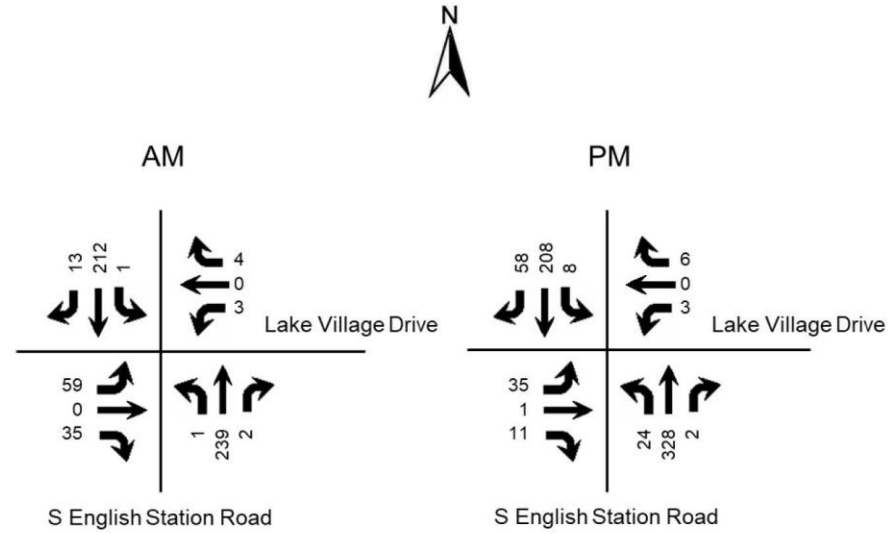 N
AM
PM
13 212 1
4
0
3
Lake Village Drive
59
0
35
1 239 2
S English Station Road
58 208 8
6
0
3
Lake Village Drive
35
1
11
24 328 2
S English Station Road